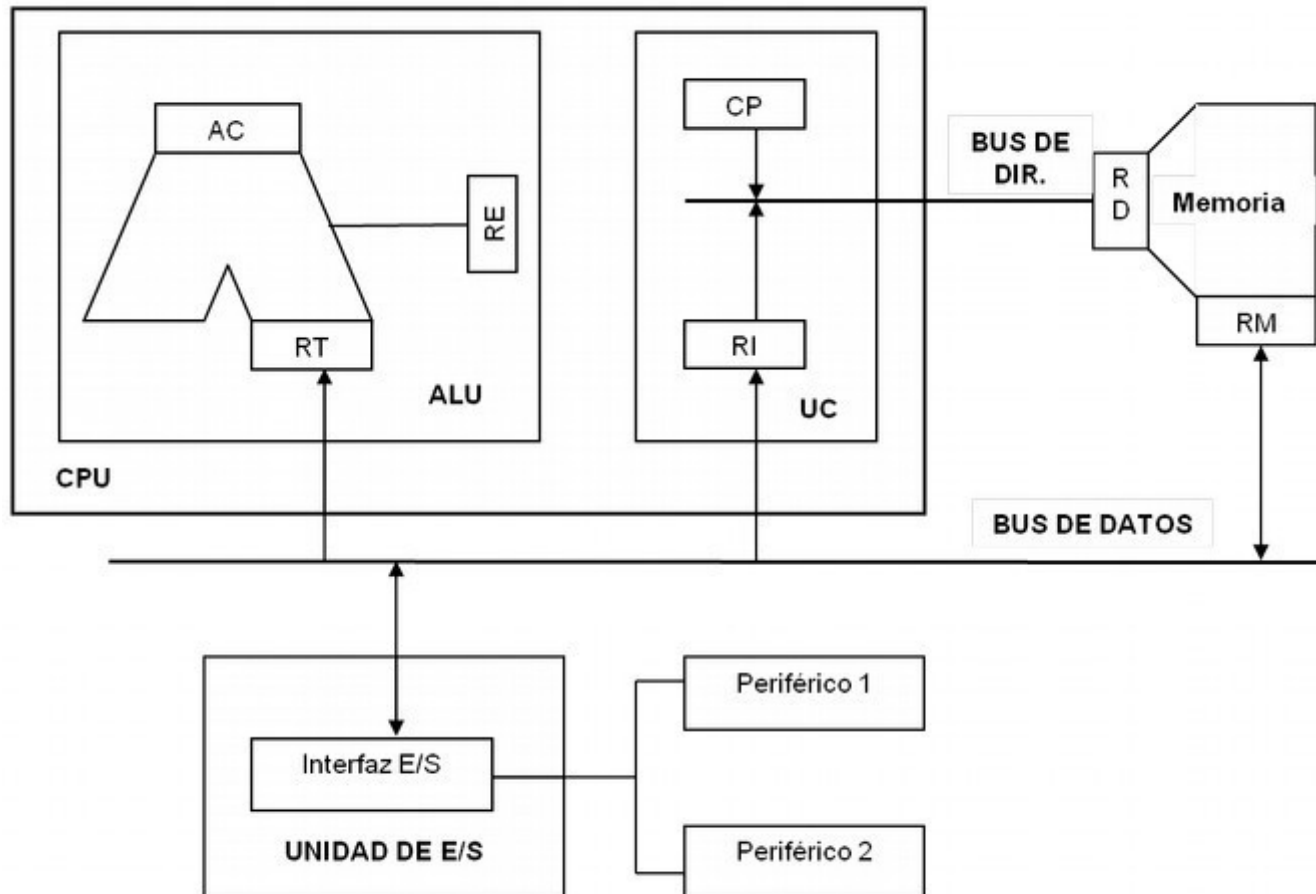 AC
RE
RT
ALU
CPU
CP
RI
UC
BUS DE
DIR.
R
D
Memoria
RM
BUS DE DATOS
Interfaz E/S
UNIDAD DE E/S
Periférico 1
Periférico 2